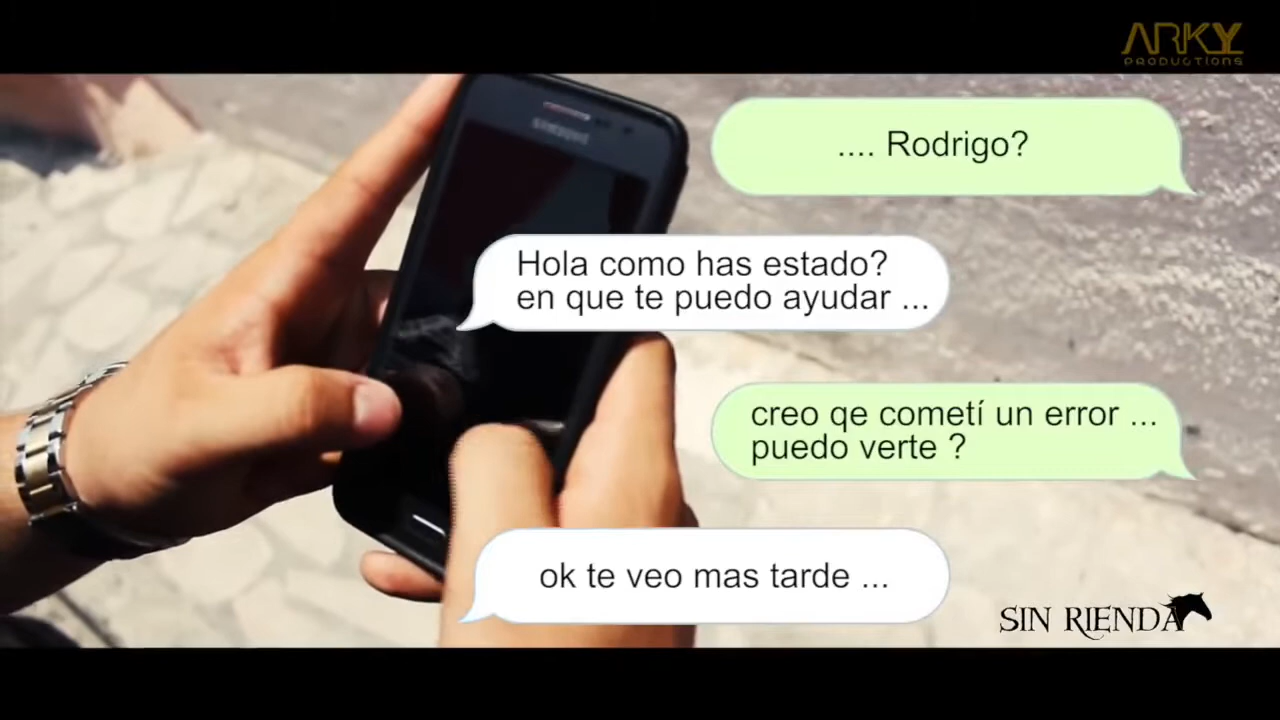 ARKY
PRODUCTIONS
.... Rodrigo?
SAMSUNG
Hola como has estado?
en que te puedo ayudar ...
creo qe cometí un error ...
puedo verte ?
ok te veo mas tarde ...
SIN RIENDA